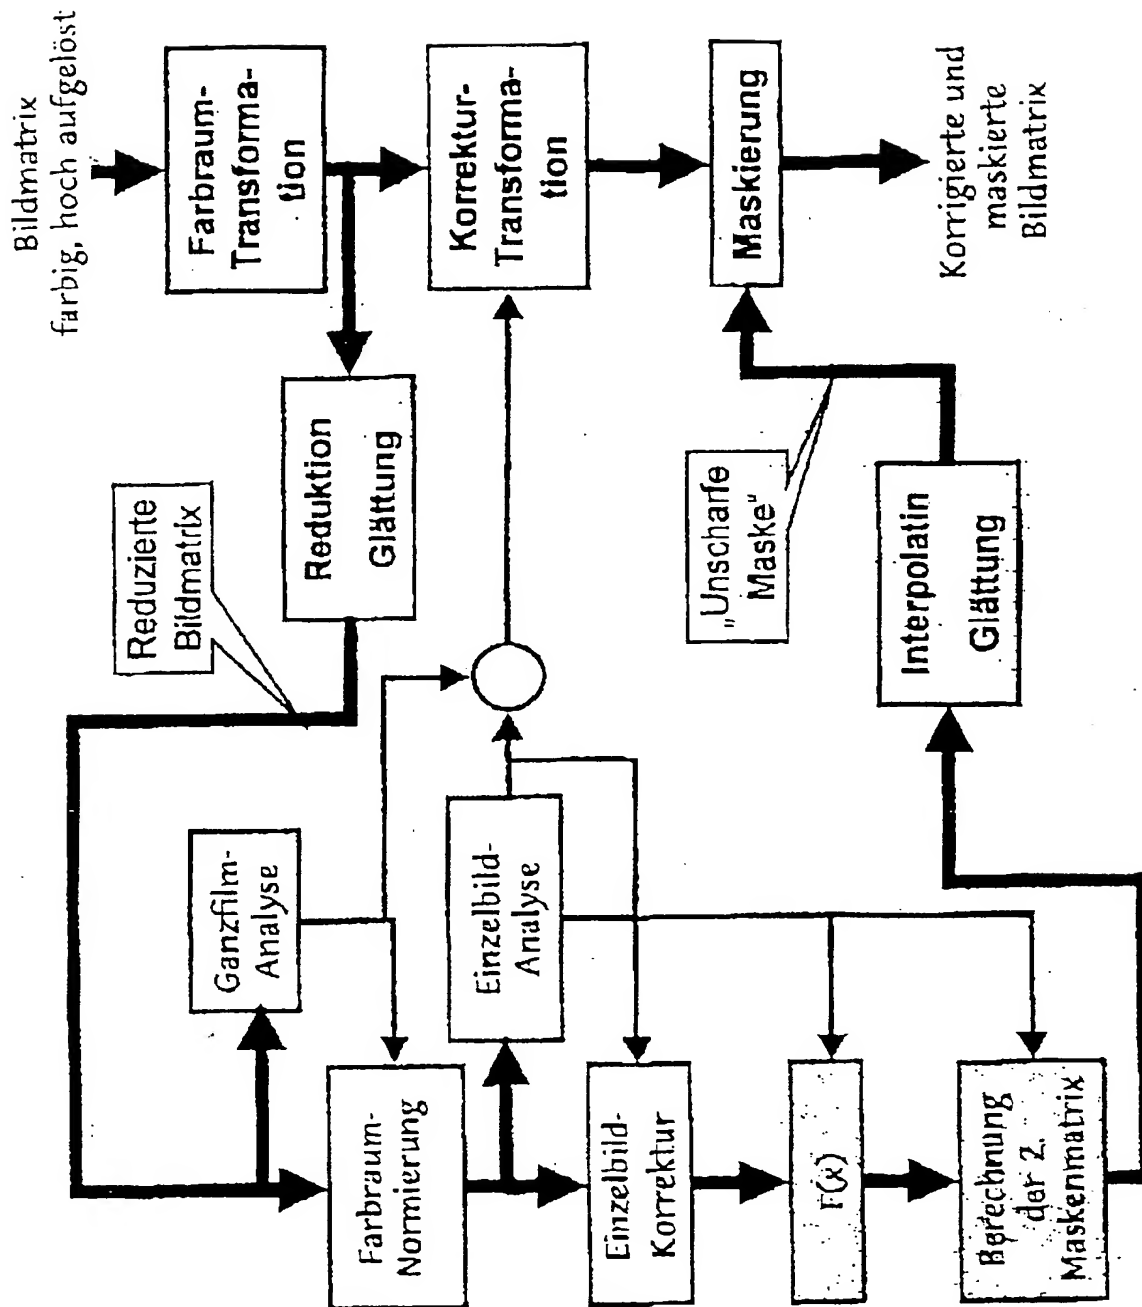 Bildmatrix
farbig, hoch aufgelöst
Farbraum-
Transforma-
tion
Reduktion
Glättung
Reduzierte
Bildmatrix
Ganzfilm-
Analyse
Farbraum-
Normierung
Einzelbild-
Analyse
Einzelbild-
Korrektur
F(x)
Berechnung
der 2.
Maskenmatrix
Interpolatin
Glättung
„Unscharfe
Maske“
Korrektur-
Transforma-
tion
Maskierung
Korrigierte und
maskierte
Bildmatrix